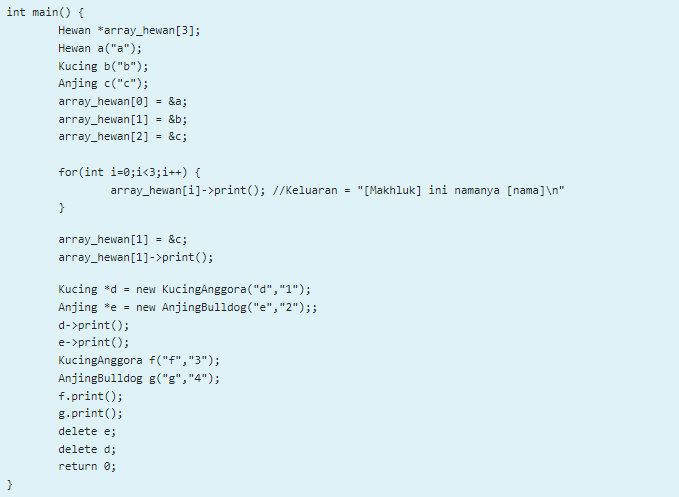 int main() {
        Hewan *array_hewan[3];
        Hewan a("a");
        Kucing b("b");
        Anjing c("c");
        array_hewan[0] = &a;
        array_hewan[1] = &b;
        array_hewan[2] = &c;

        for(int i=0;i<3;i++) {
                array_hewan[i]->print(); //Keluaran = "[Makhluk] ini namanya [nama]\n"
        }

        array_hewan[1] = &c;
        array_hewan[1]->print();

        Kucing *d = new KucingAnggora("d","1");
        Anjing *e = new AnjingBulldog("e","2");;
        d->print();
        e->print();
        KucingAnggora f("f","3");
        AnjingBulldog g("g","4");
        f.print();
        g.print();
        delete e;
        delete d;
        return 0;
}